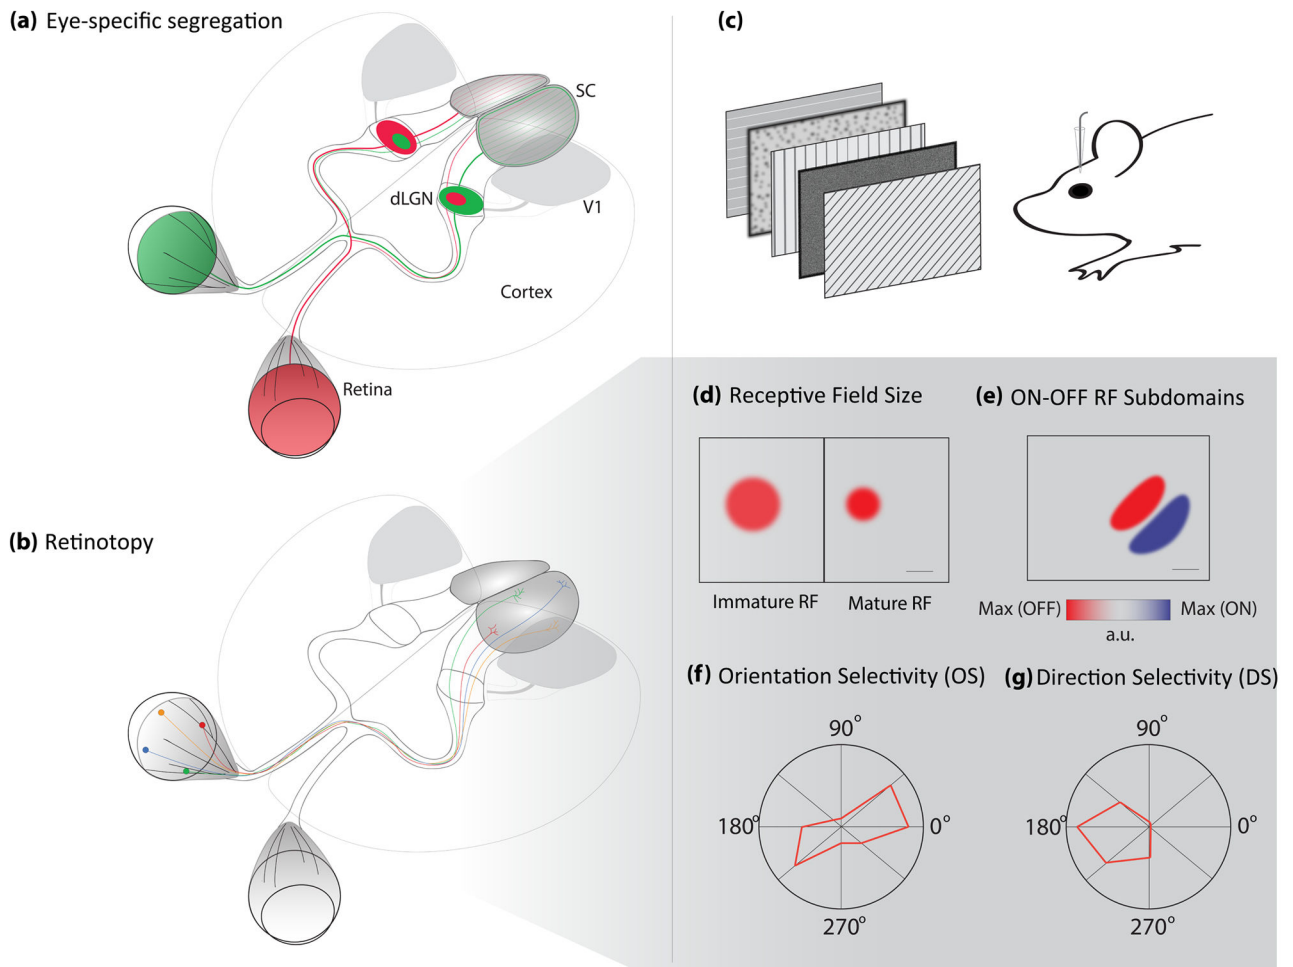 (a) Eye-specific segregation
SC
dLGN
V1
Cortex
Retina
(b) Retinotopy
(c)
(d) Receptive Field Size
Immature RF
Mature RF
(e) ON-OFF RF Subdomains
Max (OFF)
Max (ON)
a.u.
(f) Orientation Selectivity (OS)
90°
180°
0°
270°
(g) Direction Selectivity (DS)
90°
180°
0°
270°